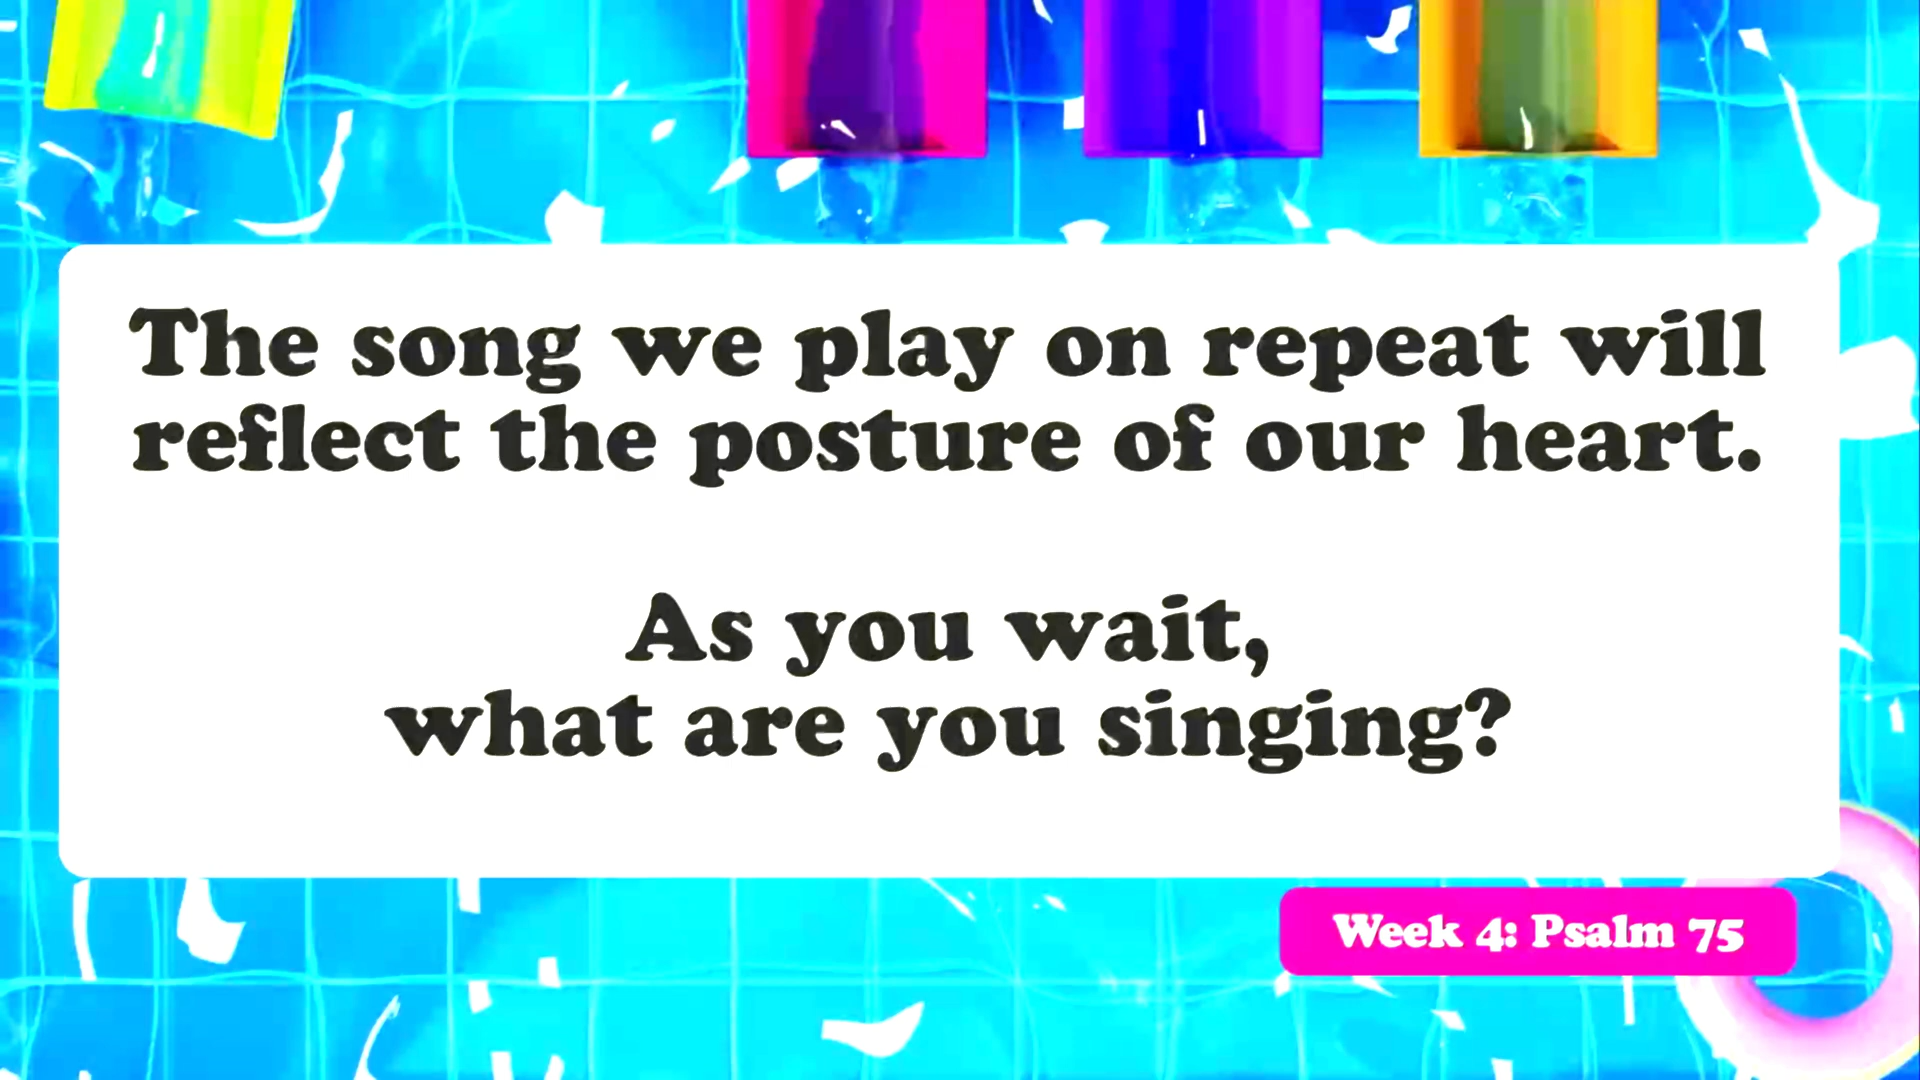 The song we play on repeat will
reflect the posture of our heart.
As you wait,
what are you singing?
Week 4: Psalm 75